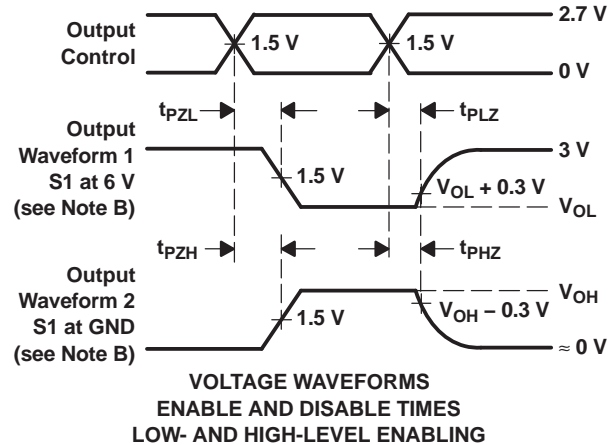 Output
Control
1.5 V
1.5 V
2.7 V
0 V
tPZL
tPLZ
Output
Waveform 1
S1 at 6 V
(see Note B)
1.5 V
3 V
VOL + 0.3 V
VOL
tPZH
tPHZ
Output
Waveform 2
S1 at GND
(see Note B)
1.5 V
VOH
VOH − 0.3 V
≈ 0 V
VOLTAGE WAVEFORMS
ENABLE AND DISABLE TIMES
LOW- AND HIGH-LEVEL ENABLING